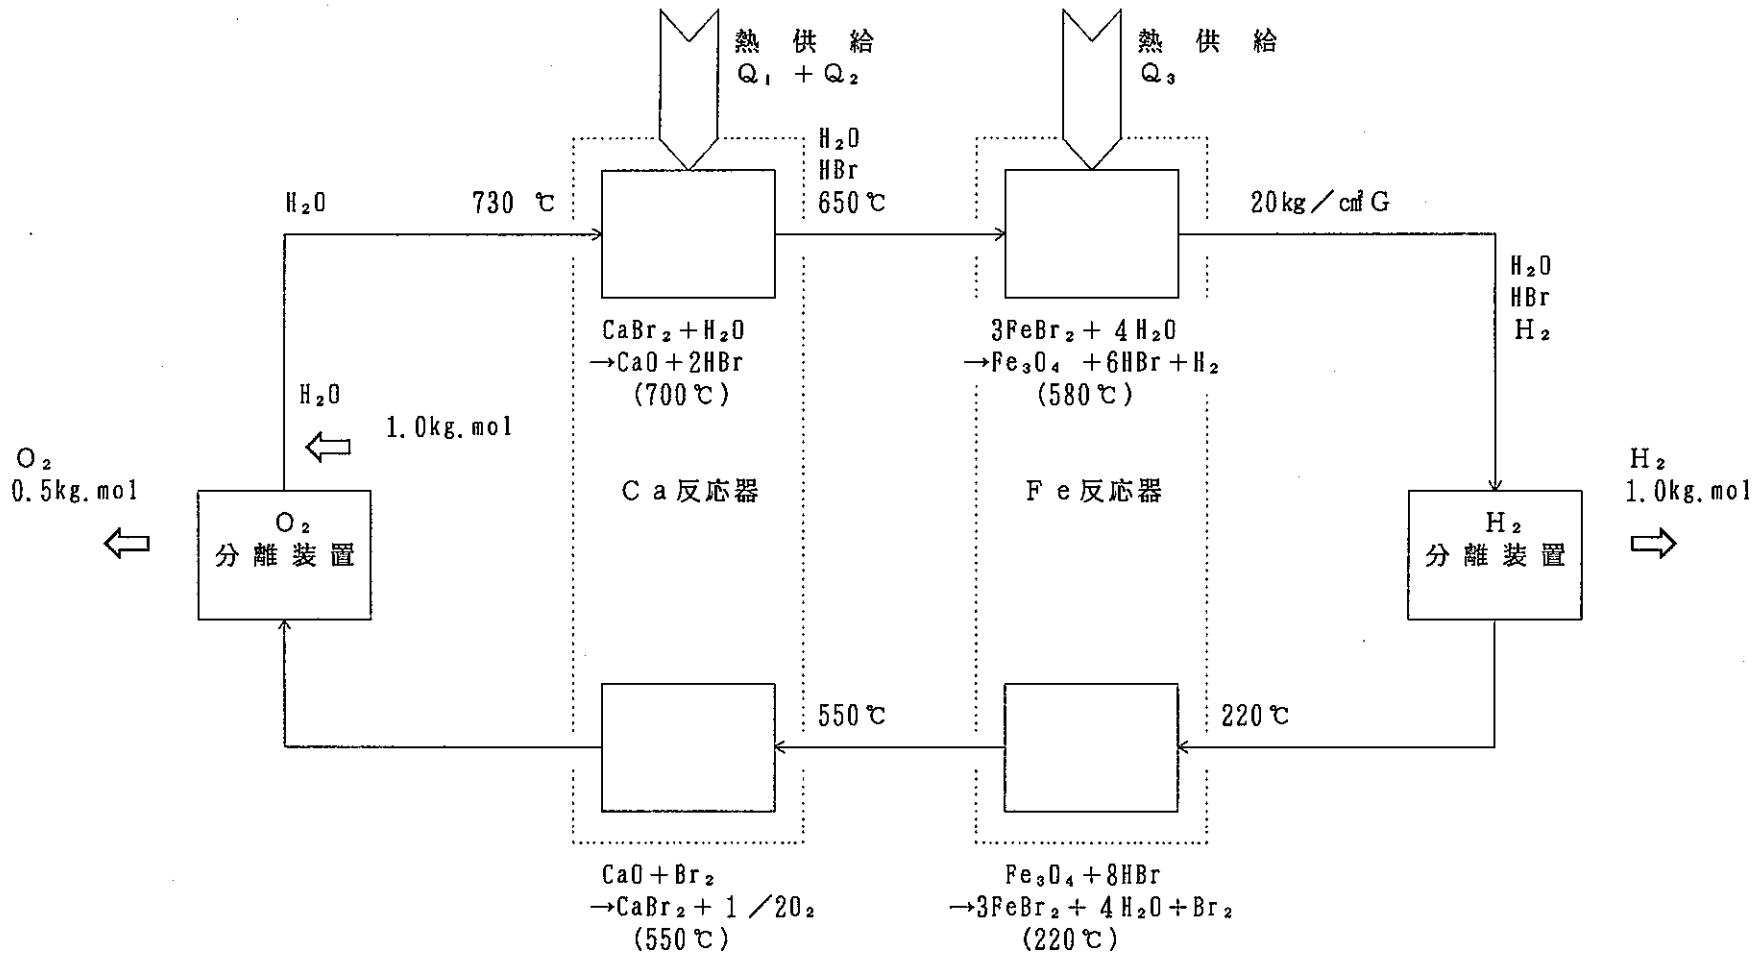 熱 供 給
Q₁ + Q₂
熱 供 給
Q₃
H₂O
730 ℃
H₂O
HBr
650℃
20kg/c㎡G
CaBr₂+H₂O
→CaO+2HBr
(700℃)
3FeBr₂+ 4H₂O
→Fe₃O₄ +6HBr+H₂
(580℃)
H₂O
HBr
H₂
H₂O
1.0kg.mol
O₂
0.5kg.mol
O₂
分 離 装 置
Ca反応器
Fe反応器
H₂
分 離 装 置
H₂
1.0kg.mol
550℃
220℃
CaO+Br₂
→CaBr₂+ 1/2O₂
(550℃)
Fe₃O₄+8HBr
→3FeBr₂+ 4H₂O+Br₂
(220℃)